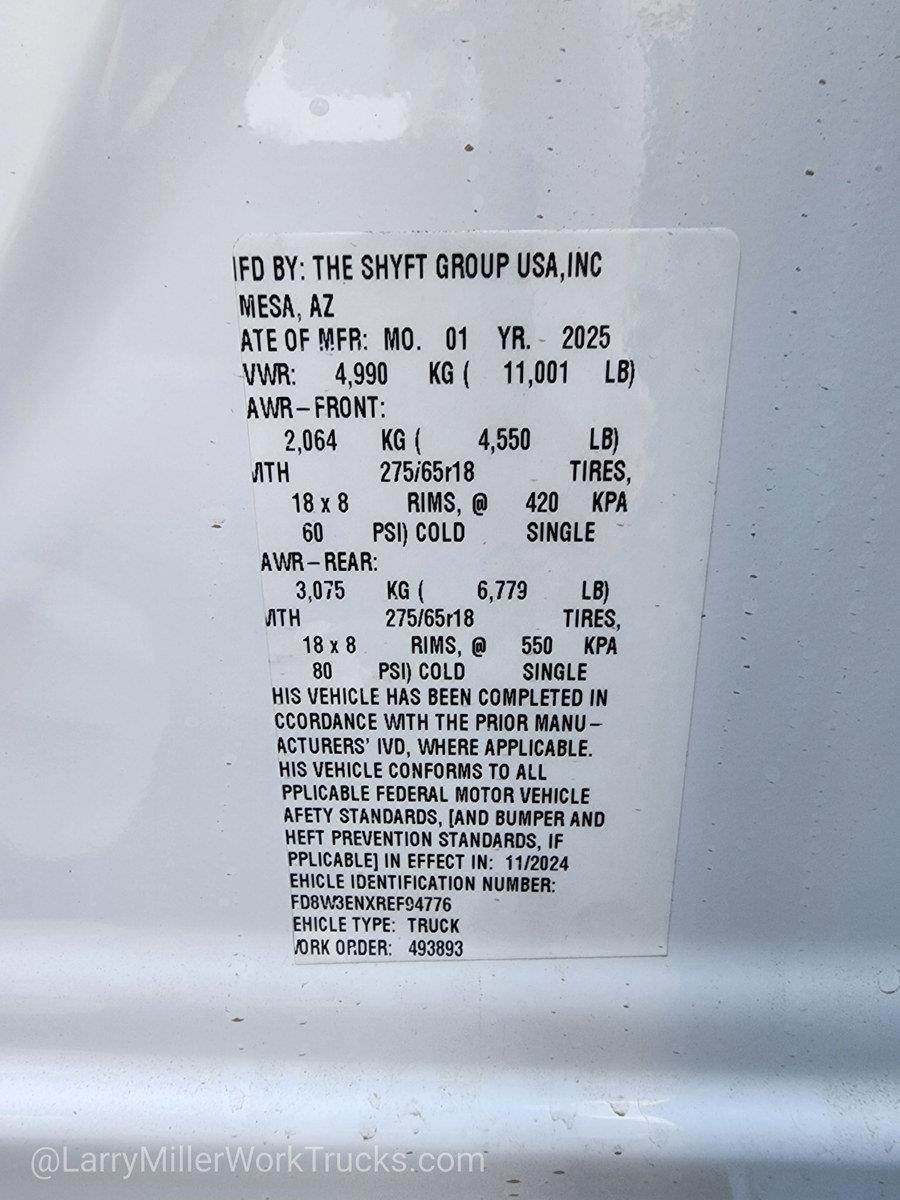 FD BY: THE SHYFT GROUP USA,INC
MESA, AZ
ATE OF MFR: MO. 01 YR. 2025
VWR: 4,990 KG ( 11,001 LB)
AWR-FRONT:
2,064 KG ( 4,550 LB)
ITH 275/65r18 TIRES,
18 x 8 RIMS, @ 420 KPA
60 PSI) COLD SINGLE
AWR-REAR:
3,075 KG ( 6,779 LB)
ITH 275/65r18 TIRES,
18 x 8 RIMS, @ 550 KPA
80 PSI) COLD SINGLE
HIS VEHICLE HAS BEEN COMPLETED IN
CCORDANCE WITH THE PRIOR MANU-
ACTURERS' IVD, WHERE APPLICABLE.
HIS VEHICLE CONFORMS TO ALL
PPLICABLE FEDERAL MOTOR VEHICLE
AFETY STANDARDS, [AND BUMPER AND
HEFT PREVENTION STANDARDS, IF
PPLICABLE] IN EFFECT IN: 11/2024
EHICLE IDENTIFICATION NUMBER:
FD8W3ENXREF94776
EHICLE TYPE: TRUCK
ORK ORDER: 493893
@LarryMillerWorkTrucks.com